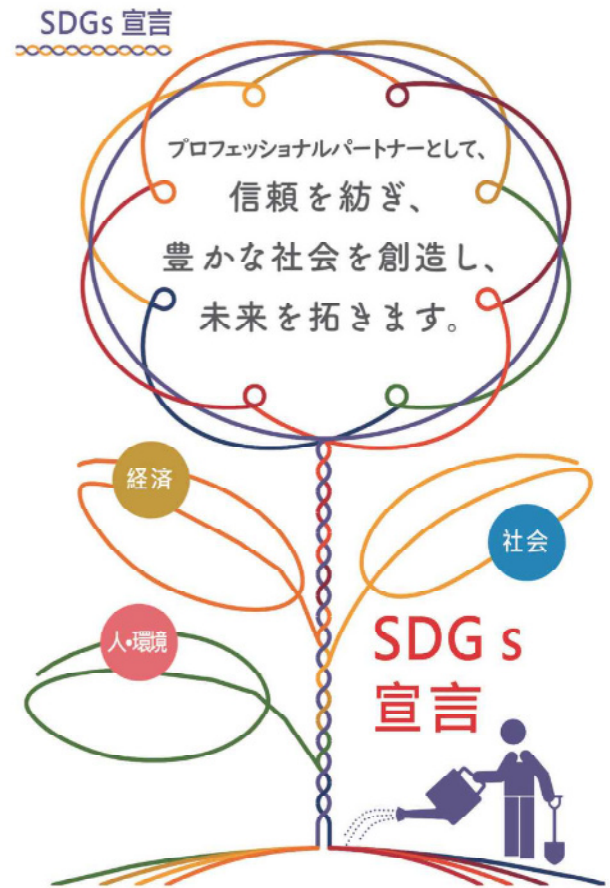 SDGs 宣言
プロフェッショナルパートナーとして、
信頼を紡ぎ、
豊かな社会を創造し、
未来を拓きます。
経済
社会
人・環境
SDG s
宣言